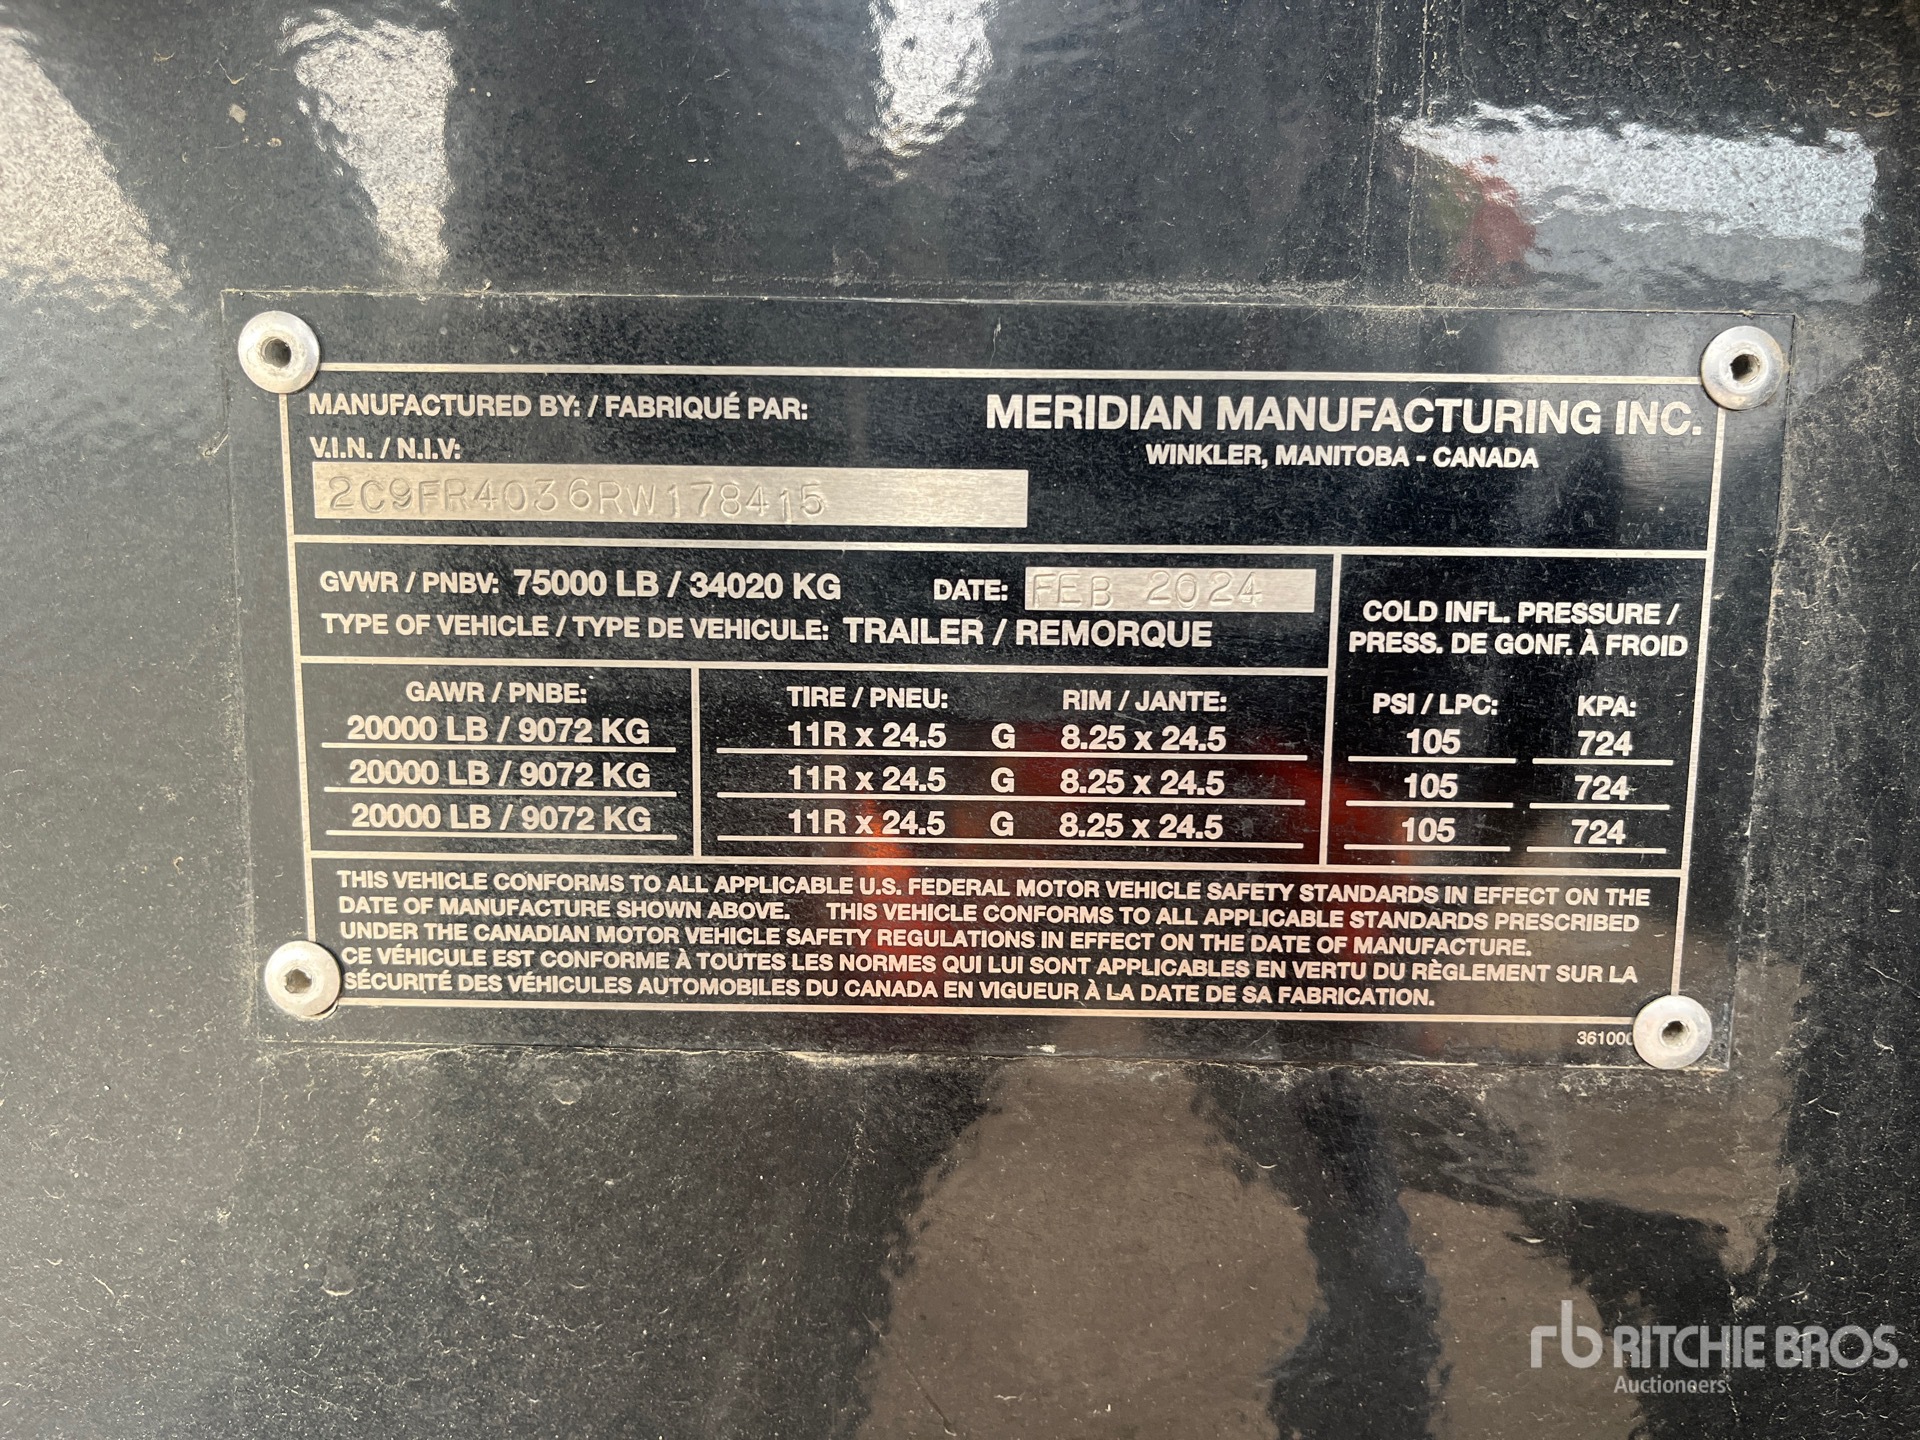 MANUFACTURED BY: / FABRIQUÉ PAR:
MERIDIAN MANUFACTURING INC.
WINKLER, MANITOBA - CANADA
V.I.N. / N.I.V:
2C9FR4036RW178415
GVWR / PNBV: 75000 LB / 34020 KG
DATE: FEB 2024
TYPE OF VEHICLE / TYPE DE VEHICULE: TRAILER / REMORQUE
COLD INFL. PRESSURE /
PRESS. DE GONF. À FROID
GAWR / PNBE: TIRE / PNEU: RIM / JANTE: PSI / LPC: KPA:
20000 LB / 9072 KG 11R x 24.5 G 8.25 x 24.5 105 724
20000 LB / 9072 KG 11R x 24.5 G 8.25 x 24.5 105 724
20000 LB / 9072 KG 11R x 24.5 G 8.25 x 24.5 105 724
THIS VEHICLE CONFORMS TO ALL APPLICABLE U.S. FEDERAL MOTOR VEHICLE SAFETY STANDARDS IN EFFECT ON THE
DATE OF MANUFACTURE SHOWN ABOVE. THIS VEHICLE CONFORMS TO ALL APPLICABLE STANDARDS PRESCRIBED
UNDER THE CANADIAN MOTOR VEHICLE SAFETY REGULATIONS IN EFFECT ON THE DATE OF MANUFACTURE.
CE VÉHICULE EST CONFORME À TOUTES LES NORMES QUI LUI SONT APPLICABLES EN VERTU DU RÈGLEMENT SUR LA
SÉCURITÉ DES VÉHICULES AUTOMOBILES DU CANADA EN VIGUEUR À LA DATE DE SA FABRICATION.
rb RITCHIE BROS.
Auctioneers